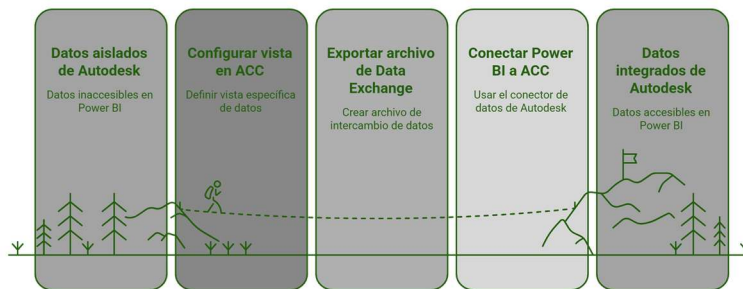 Datos aislados
de Autodesk
Datos inaccesibles en
Power BI
Configurar vista
en ACC
Definir vista específica
de datos
Exportar archivo
de Data
Exchange
Crear archivo de
intercambio de datos
Conectar Power
BI a ACC
Usar el conector de
datos de Autodesk
Datos
integrados de
Autodesk
Datos accesibles en
Power BI